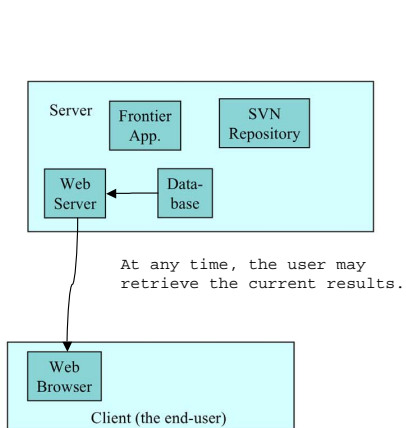 Server
Frontier
App.
SVN
Repository
Web
Server
Data-
base
At any time, the user may
retrieve the current results.
Web
Browser
Client (the end-user)